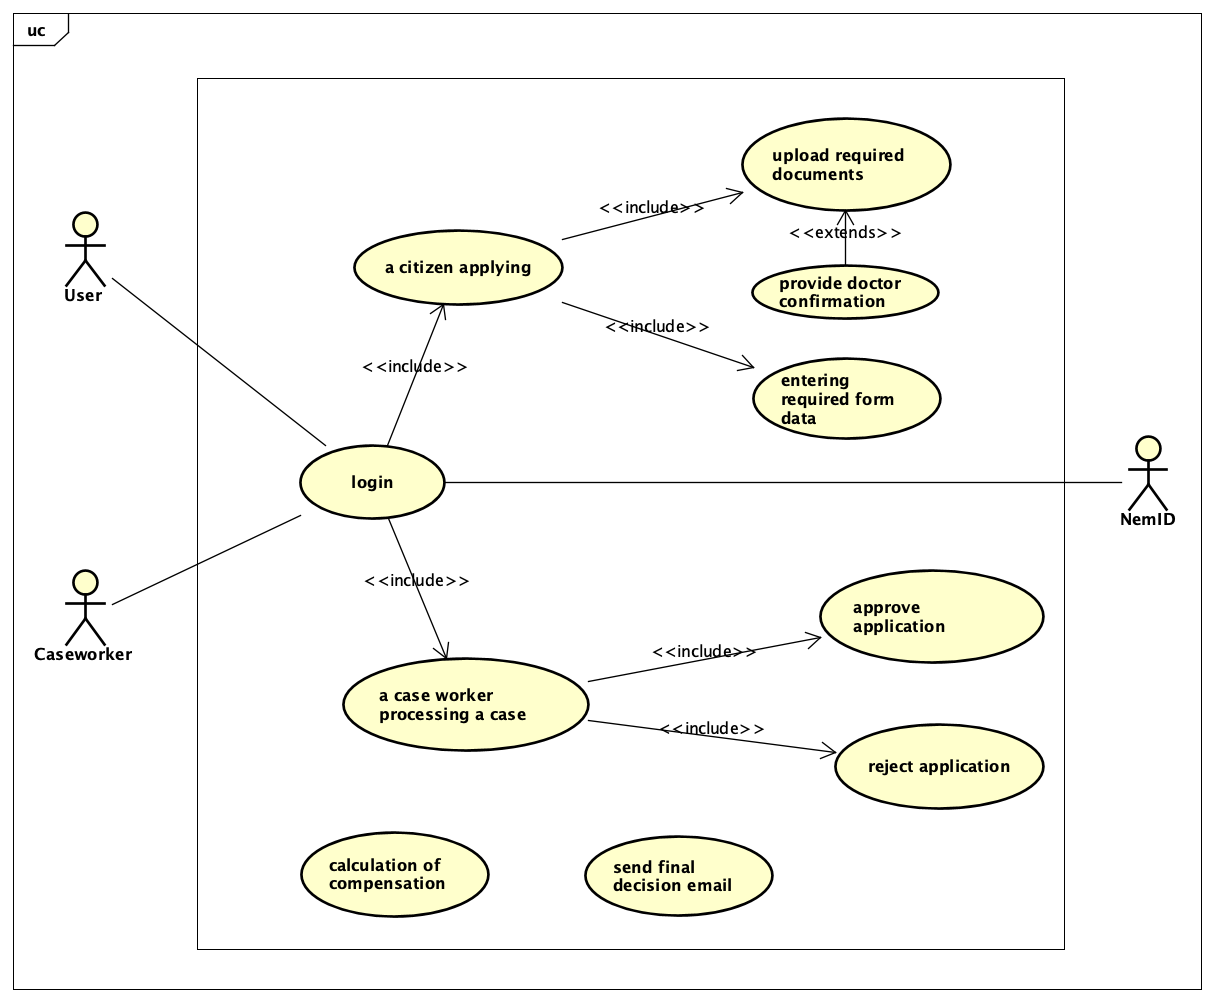 uc
upload required
documents
<<include>>
<<extends>>
User
a citizen applying
provide doctor
confirmation
<<include>>
<<include>>
entering
required form
data
login
NemID
<<include>>
Caseworker
approve
application
<<include>>
a case worker
processing a case
<<include>>
reject application
calculation of
compensation
send final
decision email